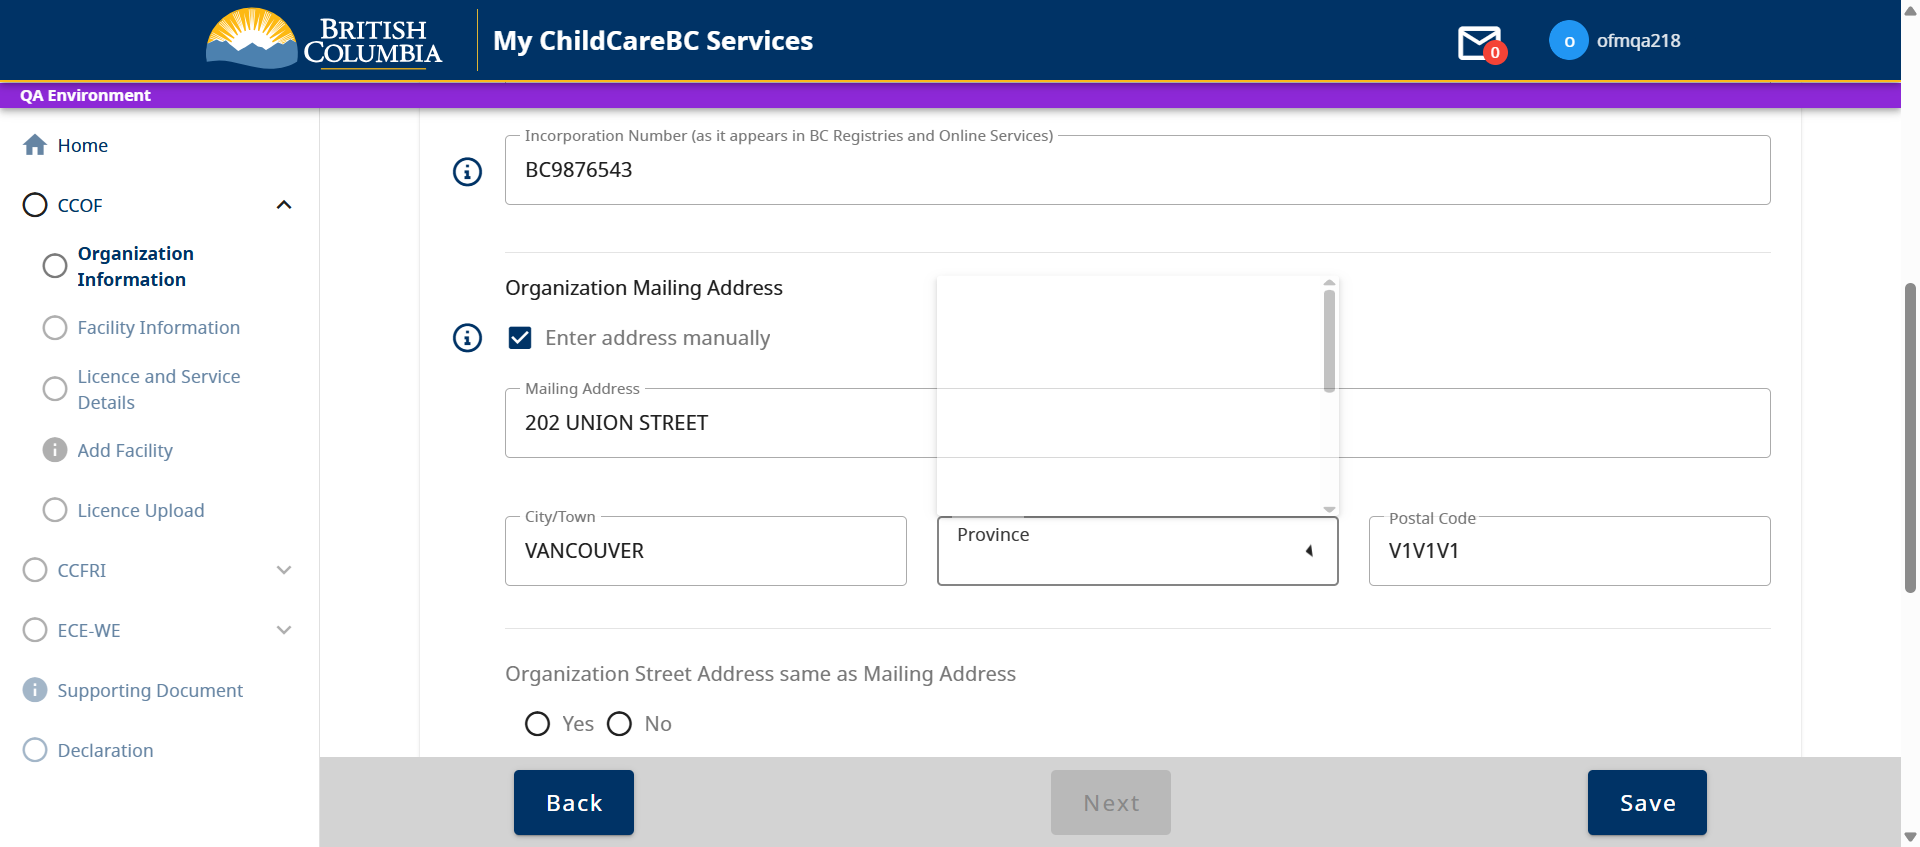 BRITISH
COLUMBIA
My ChildCareBC Services
0
o
ofmqa218
QA Environment
Home
CCOF
Organization
Information
Facility Information
Licence and Service
Details
Add Facility
Licence Upload
CCFRI
ECE-WE
Supporting Document
Declaration
Incorporation Number (as it appears in BC Registries and Online Services)
BC9876543
Organization Mailing Address
Enter address manually
Mailing Address
202 UNION STREET
City/Town
VANCOUVER
Province
Postal Code
V1V1V1
Organization Street Address same as Mailing Address
Yes No
Back
Next
Save